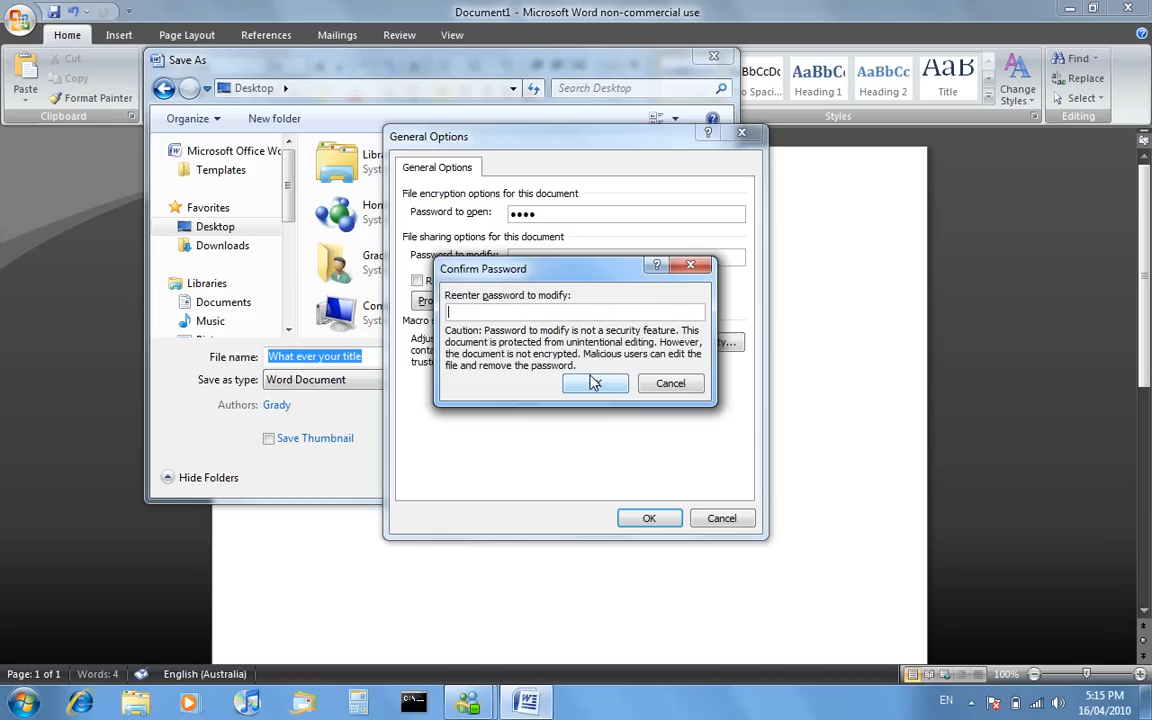 Document1 - Microsoft Word non-commercial use
Home Insert Page Layout References Mailings Review View
Cut
Copy
Format Painter
Paste
Clipboard
AaBbCc AaBbCc AaB
Heading 1 Heading 2 Title
Change
Styles
Styles
Find
Replace
Select
Editing
Save As
Desktop
Search Desktop
Organize New folder
Microsoft Office
Templates
Favorites
Desktop
Downloads
Libraries
Documents
Music
File name: What ever your title
Save as type: Word Document
Authors: Grady
Save Thumbnail
Hide Folders
General Options
General Options
File encryption options for this document
Password to open: ••••
File sharing options for this document
Password to modify:
Confirm Password
Reenter password to modify:
Caution: Password to modify is not a security feature. This
document is protected from unintentional editing. However,
the document is not encrypted. Malicious users can edit the
file and remove the password.
Cancel
OK Cancel
Page: 1 of 1 Words: 4 English (Australia) 100%
EN
5:15 PM
16/04/2010